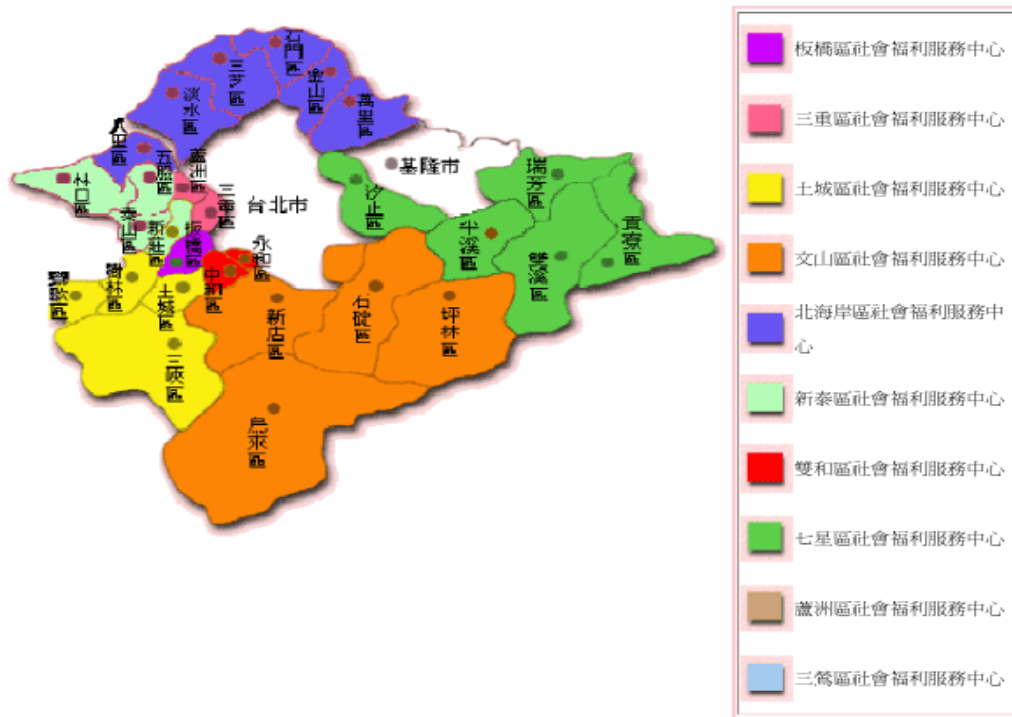 石門區
三芝區
金山區
淡水區
萬里區
八里區
五股區
蘆洲區
林口區
三重區
台北市
基隆市
汐止區
瑞芳區
平溪區
雙溪區
貢寮區
泰山區
新莊區
板橋區
永和區
中和區
樹林區
鶯歌區
土城區
三峽區
新店區
石碇區
坪林區
烏來區
板橋區社會福利服務中心
三重區社會福利服務中心
土城區社會福利服務中心
文山區社會福利服務中心
北海岸區社會福利服務中
心
新泰區社會福利服務中心
雙和區社會福利服務中心
七星區社會福利服務中心
蘆洲區社會福利服務中心
三鶯區社會福利服務中心